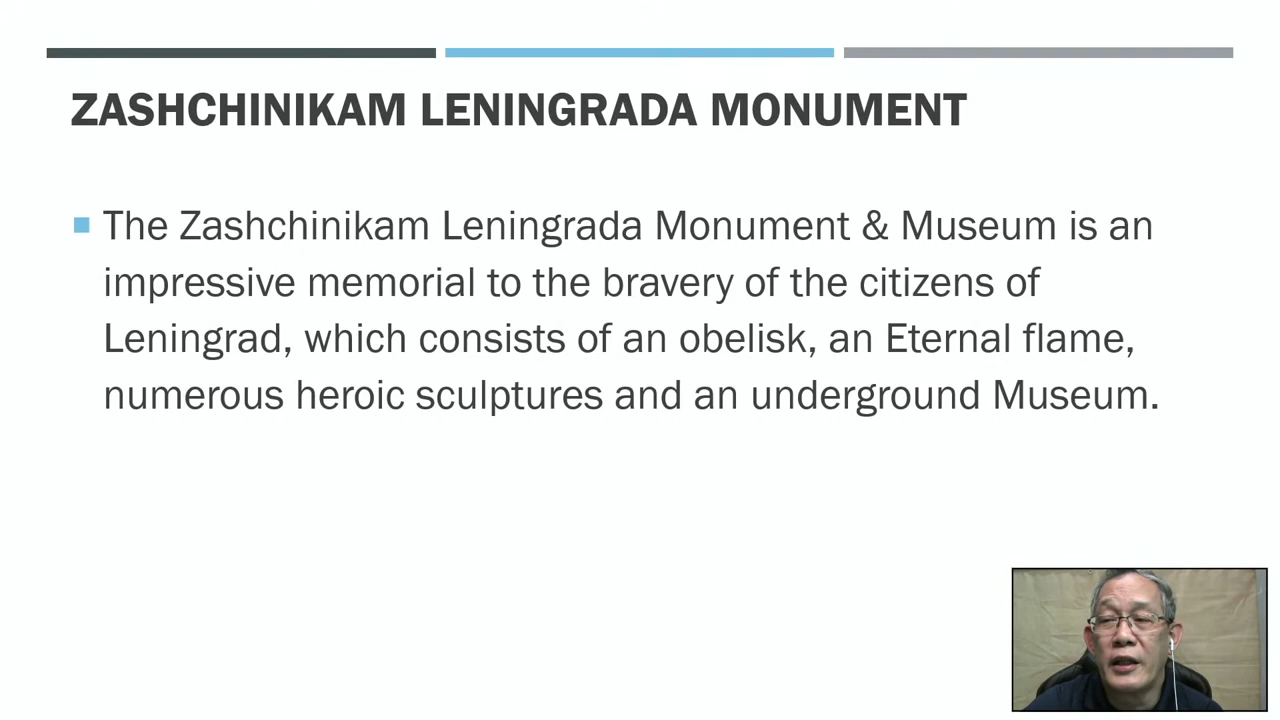 ZASHCHINIKAM LENINGRADA MONUMENT
The Zashchinikam Leningrada Monument & Museum is an
impressive memorial to the bravery of the citizens of
Leningrad, which consists of an obelisk, an Eternal flame,
numerous heroic sculptures and an underground Museum.